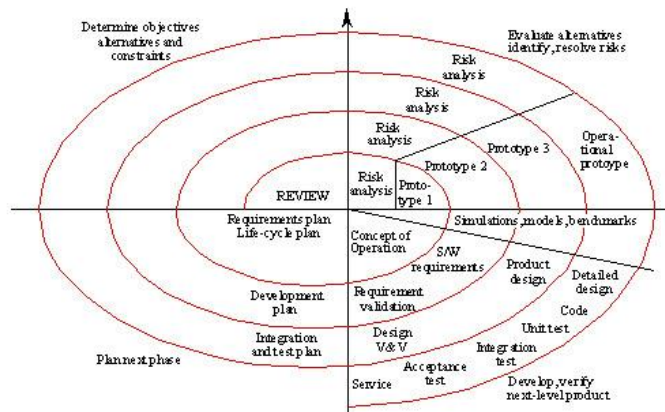 Determine objectives
alternatives and
constraints
Evaluate alternatives
identify, resolve risks
Risk
analysis
Risk
analysis
Risk
analysis
Risk
analysis
Proto-
type 1
Prototype 2
Prototype 3
Opera-
tional
protoype
REVIEW
Requirements plan
Life-cycle plan
Simulations, models, benchmarks
Concept of
Operation
S/W
requirements
Product
design
Detailed
design
Development
plan
Requirement
validation
Code
Unit test
Integration
and test plan
Design
V & V
Integration
test
Plan next phase
Acceptance
test
Service
Develop, verify
next-level product